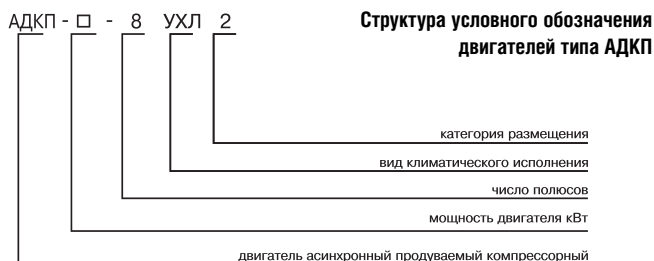 АДКП - □ - 8 УХЛ 2
Структура условного обозначения
двигателей типа АДКП
категория размещения
вид климатического исполнения
число полюсов
мощность двигателя кВт
двигатель асинхронный продуваемый компрессорный